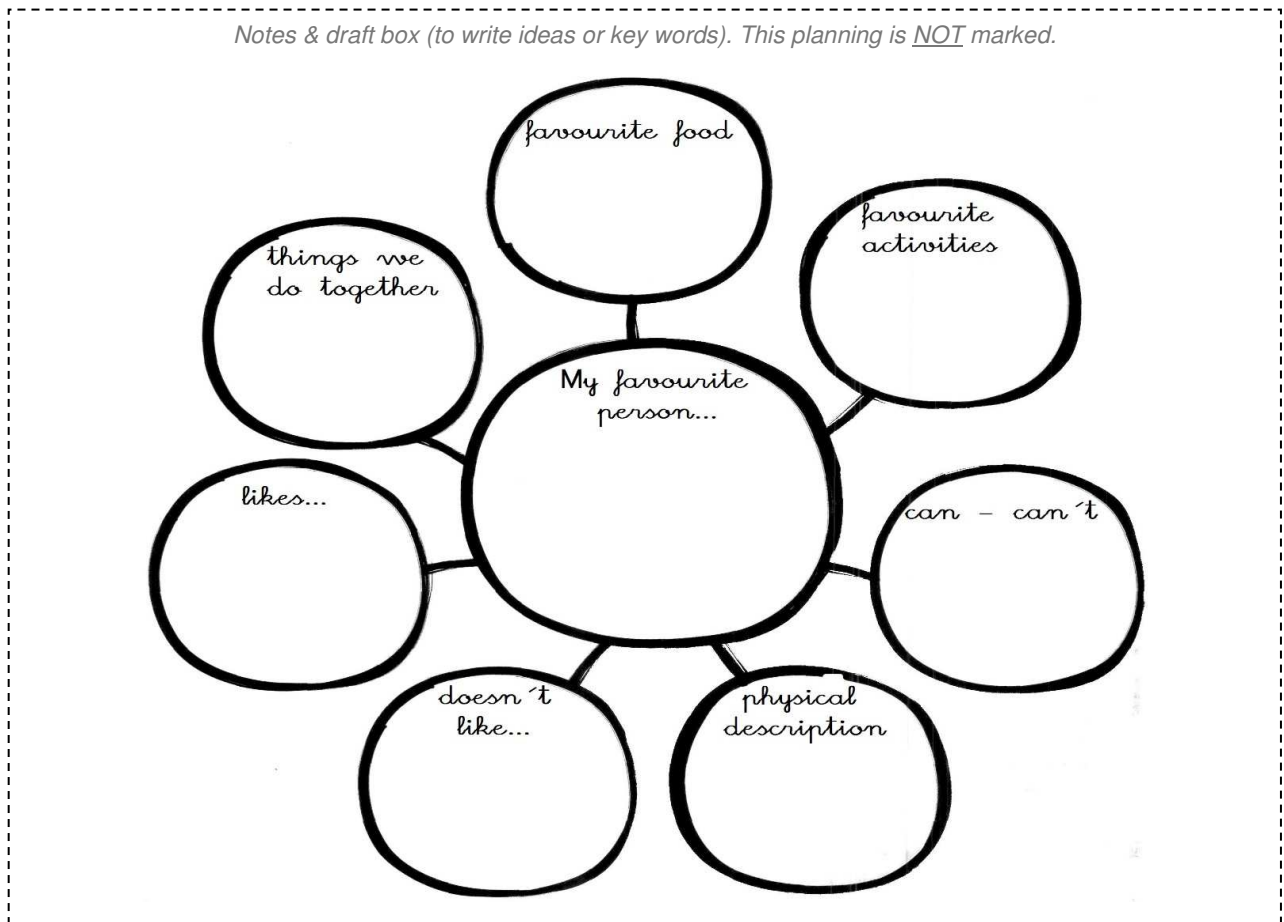 Notes & draft box (to write ideas or key words). This planning is NOT marked.
favourite food
favourite
activities
things we
do together
My favourite
person...
likes...
can – can´t
doesn´t
like...
physical
description